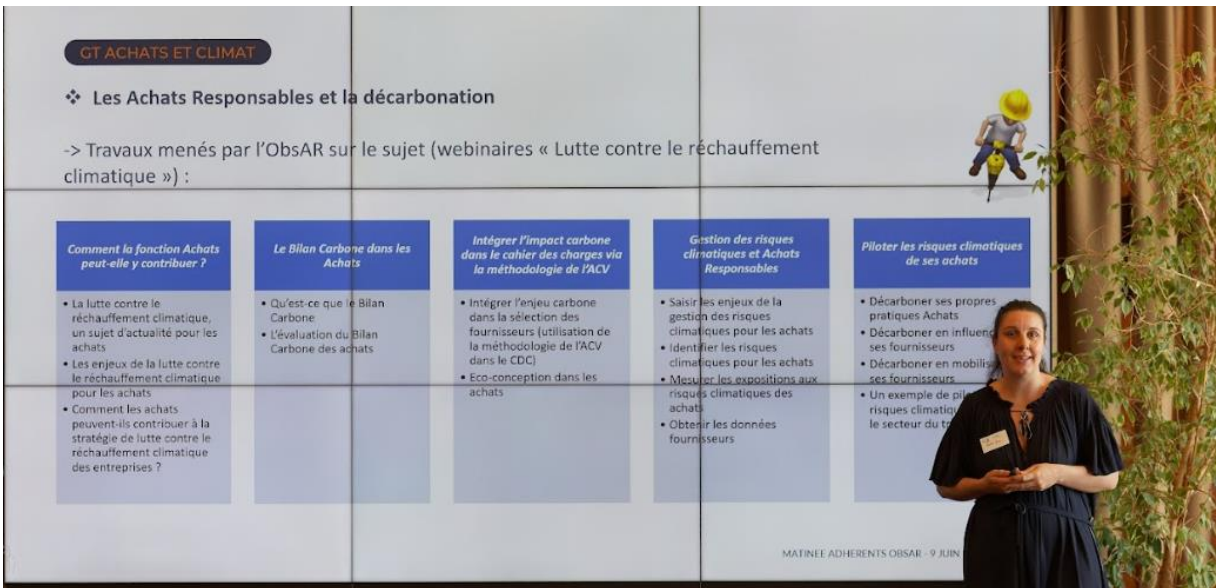 GT ACHATS ET CLIMAT
❖ Les Achats Responsables et la décarbonation
-> Travaux menés par l'ObsAR sur le sujet (webinaires « Lutte contre le réchauffement
climatique ») :
Comment la fonction Achats
peut-elle y contribuer ?
• La lutte contre le
réchauffement climatique,
un sujet d'actualité pour les
achats
• Les enjeux de la lutte contre
le réchauffement climatique
pour les achats
• Comment les achats
peuvent-ils contribuer à la
stratégie de lutte contre le
réchauffement climatique
des entreprises ?
Le Bilan Carbone dans les
Achats
• Qu'est-ce que le Bilan
Carbone
• L'évaluation du Bilan
Carbone des achats
Intégrer l'impact carbone
dans le cahier des charges via
la méthodologie de l'ACV
• Intégrer l'enjeu carbone
dans la sélection des
fournisseurs (utilisation de
la méthodologie de l'ACV
dans le CDC)
• Eco-conception dans les
achats
Gestion des risques
climatiques et Achats
Responsables
• Saisir les enjeux de la
gestion des risques
climatiques pour les achats
• Identifier les risques
climatiques pour les achats
• Mesurer les expositions aux
risques climatiques des
achats
• Obtenir les données
fournisseurs
Piloter les risques climatiques
de ses achats
• Décarboner ses propres
pratiques Achats
• Décarboner en
ses fournisseurs
• Décarboner en
ses fournisseurs
• Un exemple de
risques
le secteur du
MATINEE ADHERENTS OBSAR - 9 JUIN